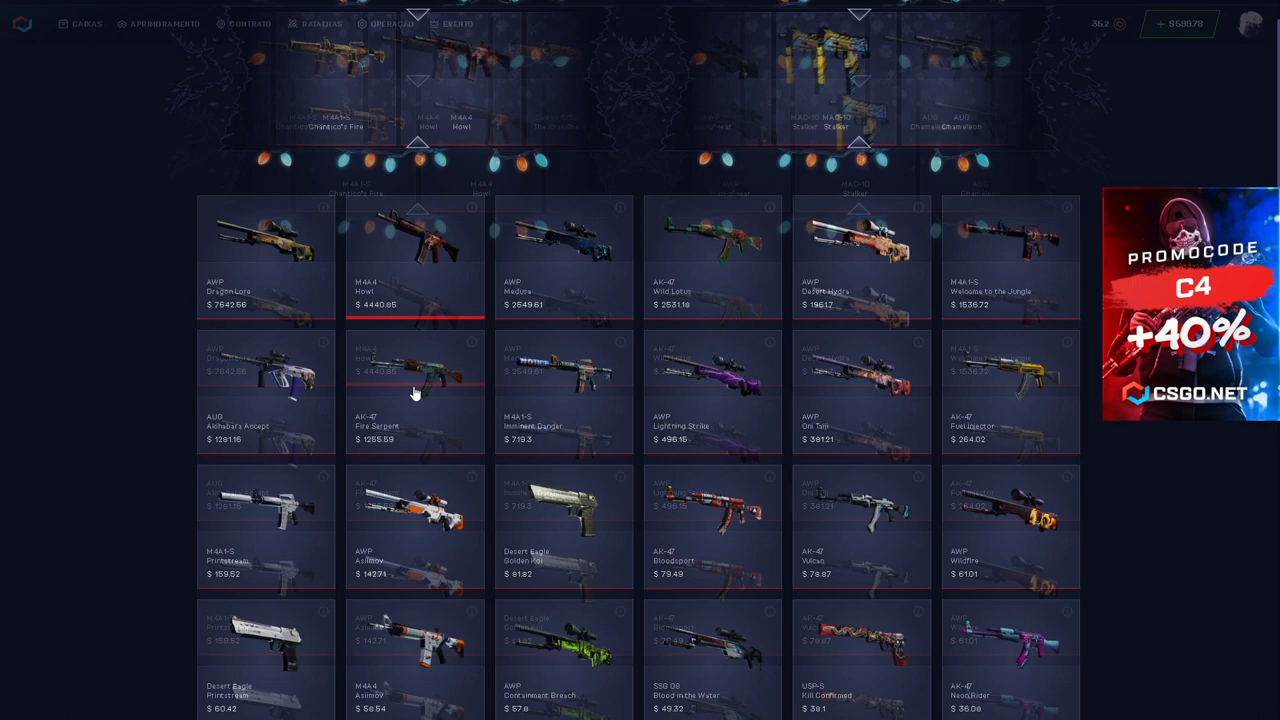 CAIXAS
APRIMORAMENTO
CONTRATO
BATALHAS
OPERAÇÃO
EVENTO
35.2
+ $ 599.78
M4A1-S
Chantico's Fire
M4A4
Howl
MAC-10
Stalker
AUG
Chameleon
AWP
Dragon Lore
$ 7642.56
M4A4
Howl
$ 4440.85
AWP
Medusa
$ 2549.61
AK-47
Wild Lotus
$ 2531.18
AWP
Desert Hydra
$ 1961.7
M4A1-S
Welcome to the Jungle
$ 1536.72
PROMOCODE
C4
+40%
CSGO.NET
AUG
Akihabara Accept
$ 1281.16
AK-47
Fire Serpent
$ 1255.59
M4A1-S
Imminent Danger
$ 719.3
AWP
Lightning Strike
$ 496.15
AWP
Oni Taiji
$ 381.21
AK-47
Fuel Injector
$ 264.02
M4A1-S
Printstream
$ 159.52
AWP
Asiimov
$ 142.71
Desert Eagle
Golden Koi
$ 81.82
AK-47
Bloodsport
$ 79.49
AK-47
Vulcan
$ 78.87
AWP
Wildfire
$ 61.01
Desert Eagle
Printstream
$ 60.42
M4A4
Asiimov
$ 58.54
AWP
Containment Breach
$ 57.8
SSG 08
Blood in the Water
$ 49.32
USP-S
Kill Confirmed
$ 38.1
AK-47
Neon Rider
$ 36.08